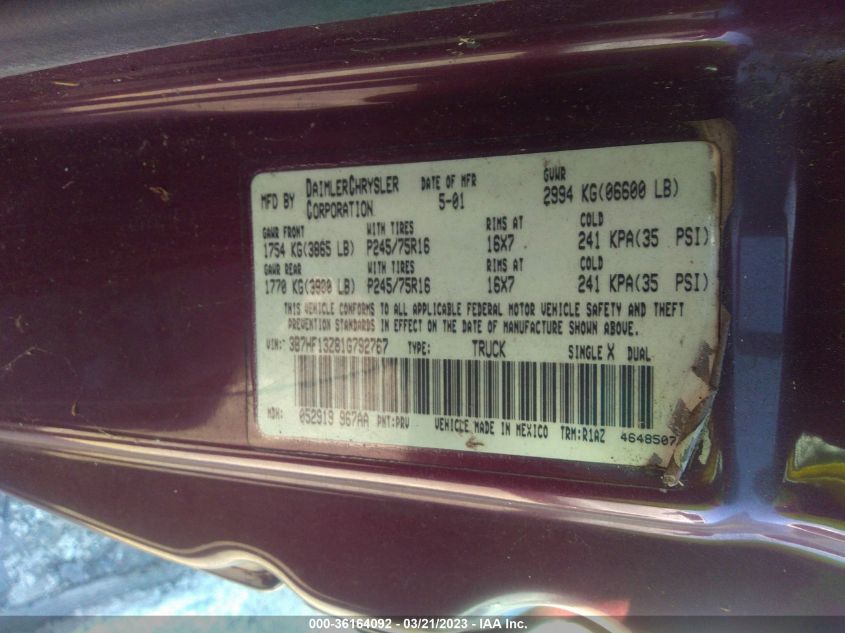 MFD BY DAIMLERCHRYSLER CORPORATION DATE OF MFR 5-01 GVWR 2994 KG(06600 LB)
GAWR FRONT WITH TIRES RIMS AT COLD
1754 KG(3865 LB) P245/75R16 16X7 241 KPA(35 PSI)
GAWR REAR WITH TIRES RIMS AT COLD
1770 KG(3900 LB) P245/75R16 16X7 241 KPA(35 PSI)
THIS VEHICLE CONFORMS TO ALL APPLICABLE FEDERAL MOTOR VEHICLE SAFETY AND THEFT
PREVENTION STANDARDS IN EFFECT ON THE DATE OF MANUFACTURE SHOWN ABOVE.
VIN: 3B7HF13Z81G792767 TYPE: TRUCK SINGLE X DUAL
MDH: 052919 967AA PNT:PRV VEHICLE MADE IN MEXICO TRM:R1AZ 4648507
000-36164092 - 03/21/2023 - IAA Inc.